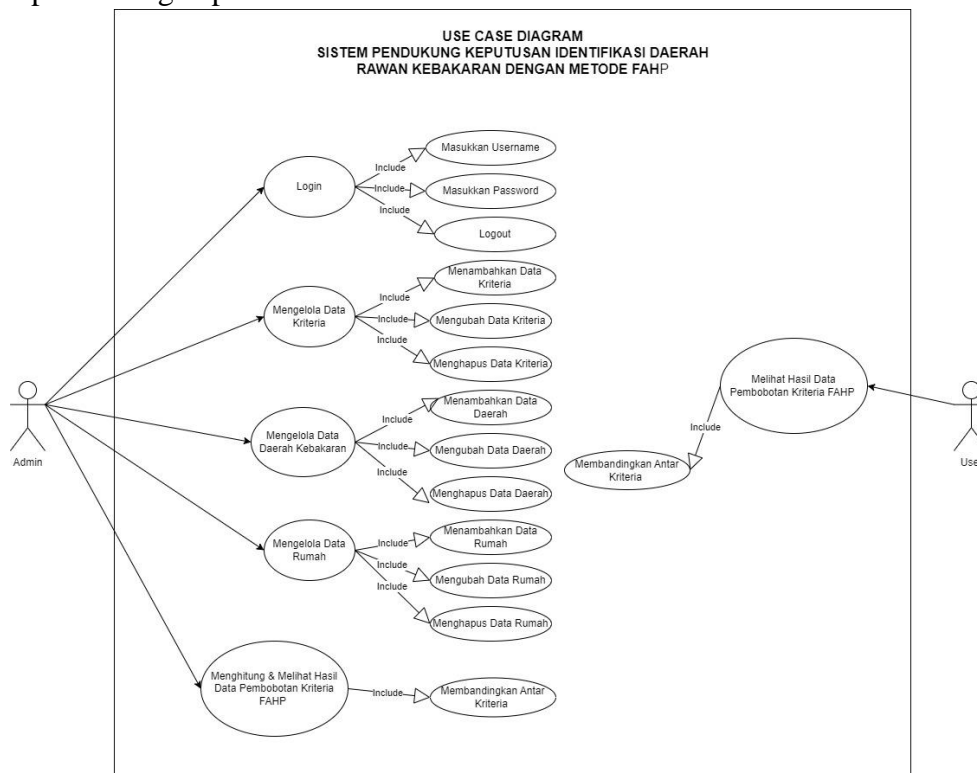 USE CASE DIAGRAM
SISTEM PENDUKUNG KEPUTUSAN IDENTIFIKASI DAERAH
RAWAN KEBAKARAN DENGAN METODE FAHP
Masukkan Username
Include
Login
Include
Masukkan Password
Include
Logout
Menambahkan Data
Kriteria
Include
Mengelola Data
Kriteria
Include
Mengubah Data Kriteria
Include
Menghapus Data Kriteria
Melihat Hasil Data
Pembobotan Kriteria FAHP
Include
Menambahkan Data
Daerah
Include
Mengelola Data
Daerah Kebakaran
Include
Mengubah Data Daerah
Include
Menghapus Data Daerah
Membandingkan Antar
Kriteria
Admin
Use
Menambahkan Data
Rumah
Include
Mengelola Data
Rumah
Include
Mengubah Data Rumah
Include
Menghapus Data Rumah
Menghitung & Melihat Hasil
Data Pembobotan Kriteria
FAHP
Include
Membandingkan Antar
Kriteria